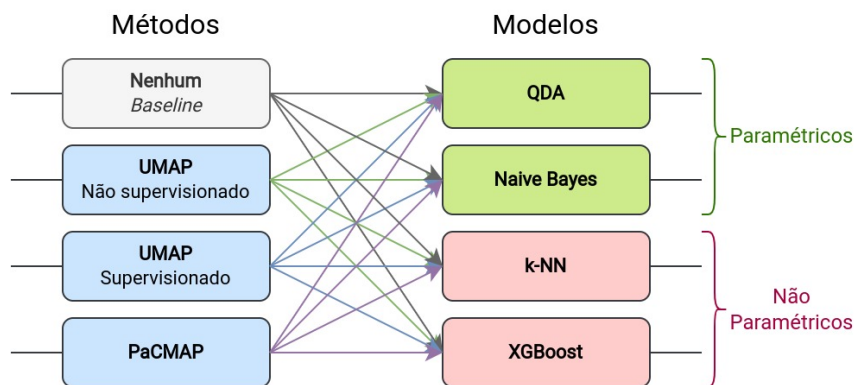 Métodos
Modelos
Nenhum
Baseline
QDA
Paramétricos
UMAP
Não supervisionado
Naive Bayes
UMAP
Supervisionado
k-NN
Não
Paramétricos
PaCMAP
XGBoost